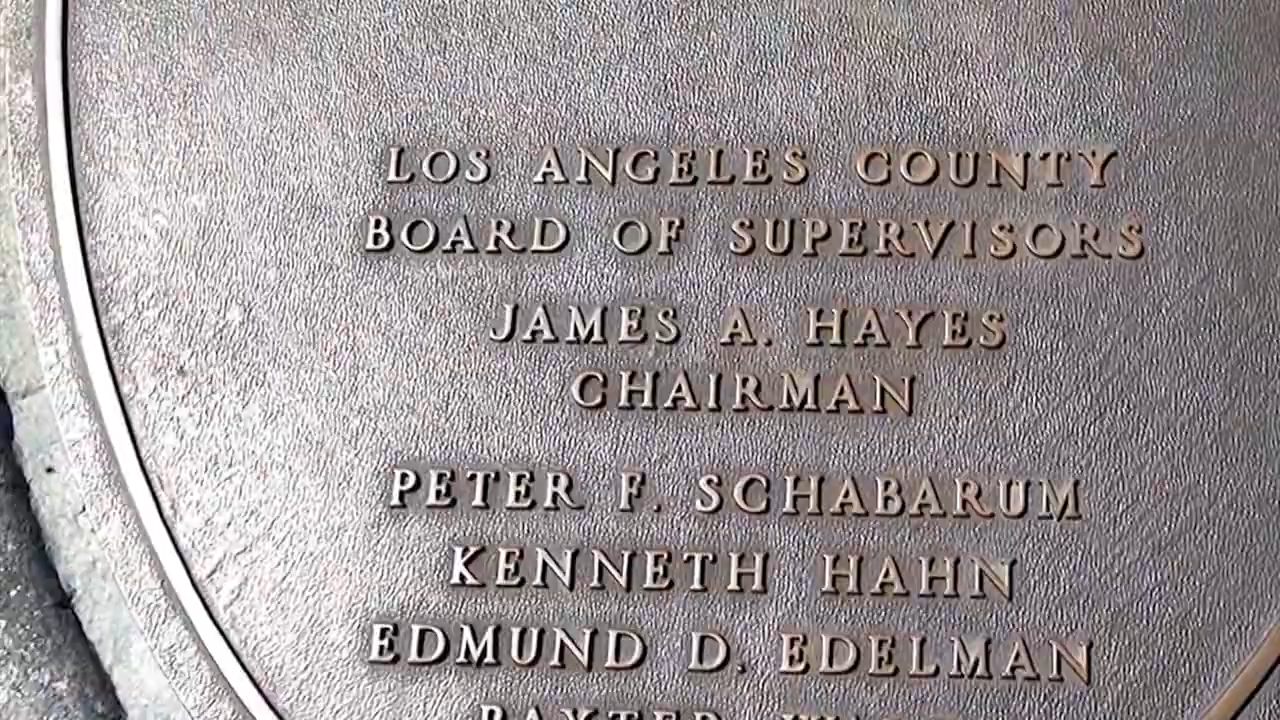 LOS ANGELES COUNTY
BOARD OF SUPERVISORS
JAMES A. HAYES
CHAIRMAN
PETER F. SCHABARUM
KENNETH HAHN
EDMUND D. EDELMAN